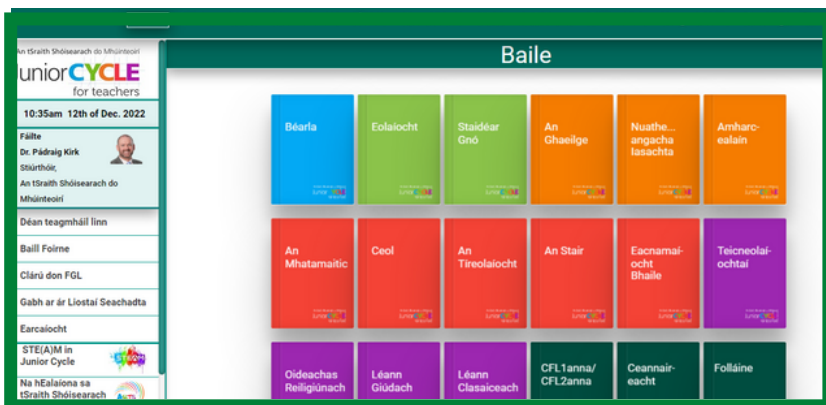 An tSraith Shóisearach do Mhúinteoirí
JuniorCYCLE
for teachers
10:35am 12th of Dec. 2022
Fáilte
Dr. Pádraig Kirk
Stiúrthóir,
An tSraith Shóisearach do
Mhúinteoirí
Déan teagmháil linn
Baill Foirne
Clárú don FGL
Gabh ar ár Liostaí Seachadta
Earcaíocht
STE(A)M in
Junior Cycle
Na hEalaíona sa
tSraith Shóisearach
Baile
Béarla
Eolaíocht
Staidéar
Gnó
An
Ghaeilge
Nuathe...
angacha
Iasachta
Amharc-
ealaín
An
Mhatamaitic
Ceol
An
Tíreolaíocht
An Stair
Eacnamaí-
ocht
Bhaile
Teicneolaí-
ochtaí
Oideachas
Reiligiúnach
Léann
Giúdach
Léann
Clasaiceach
CFL1anna/
CFL2anna
Ceannair-
eacht
Folláine